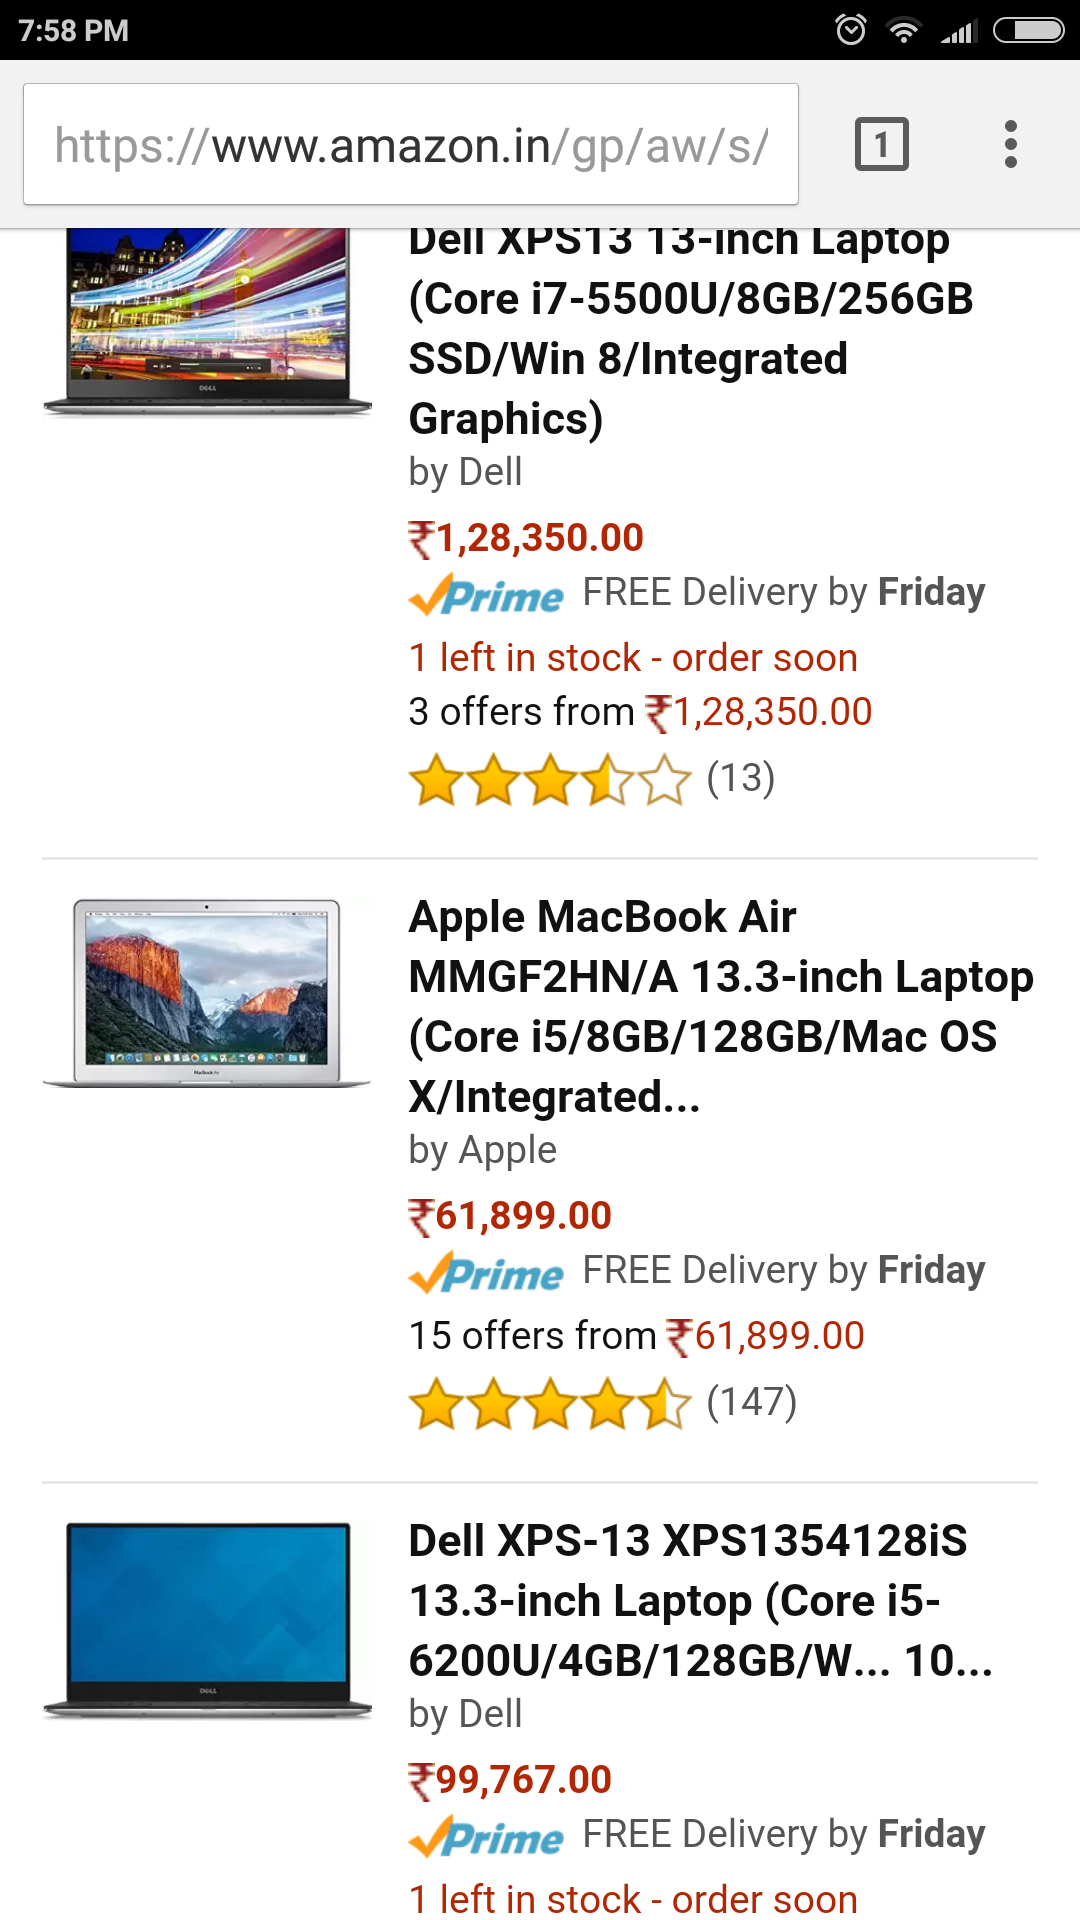 7:58 PM
https://www.amazon.in/gp/aw/s/
1
Dell XPS13 13-inch Laptop
(Core i7-5500U/8GB/256GB
SSD/Win 8/Integrated
Graphics)
by Dell
₹1,28,350.00
Prime FREE Delivery by Friday
1 left in stock - order soon
3 offers from ₹1,28,350.00
(13)
DELL
Apple MacBook Air
MMGF2HN/A 13.3-inch Laptop
(Core i5/8GB/128GB/Mac OS
X/Integrated...
by Apple
₹61,899.00
Prime FREE Delivery by Friday
15 offers from ₹61,899.00
(147)
MacBook Air
Dell XPS-13 XPS1354128iS
13.3-inch Laptop (Core i5-
6200U/4GB/128GB/W... 10...
by Dell
₹99,767.00
Prime FREE Delivery by Friday
1 left in stock - order soon
DELL